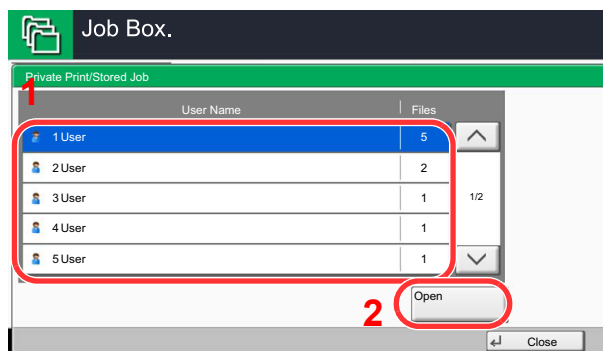 Job Box.
Private Print/Stored Job
1
User Name Files
1 User 5
2 User 2
3 User 1
1/2
4 User 1
5 User 1
Open
2
Close